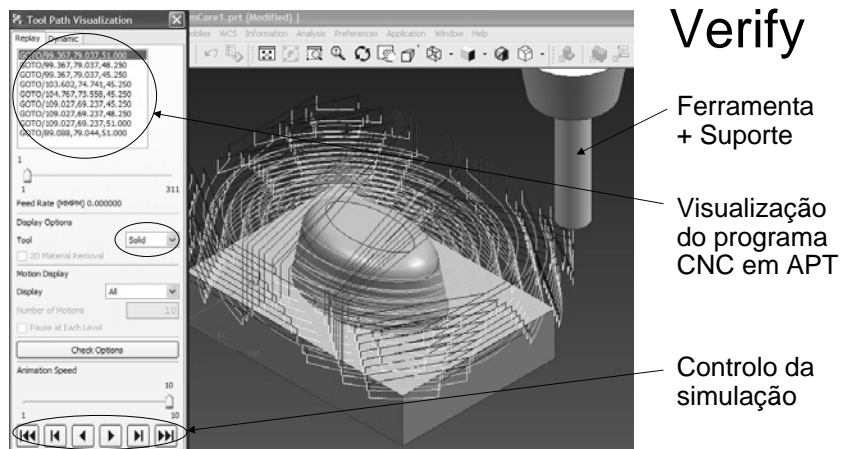 Tool Path Visualization
mCore1.prt (Modified) ]
Verify
Replay Dynamic
bles WCS Information Analysis Preferences Application Window Help
GOTO/99.367,79.037,51.000
GOTO/99.367,79.037,48.250
GOTO/99.367,79.037,45.250
GOTO/103.602,74.741,45.250
GOTO/104.767,73.558,45.250
GOTO/109.027,69.237,45.250
GOTO/109.027,69.237,48.250
GOTO/109.027,69.237,51.000
GOTO/89.088,79.044,51.000
1
1 311
Feed Rate (MMPM) 0.000000
Display Options
Tool Solid
2D Material Removal
Motion Display
Display All
Number of Motions 10
Pause at Each Level
Check Options
Animation Speed
10
1 10
Ferramenta
+ Suporte
Visualização
do programa
CNC em APT
Controlo da
simulação